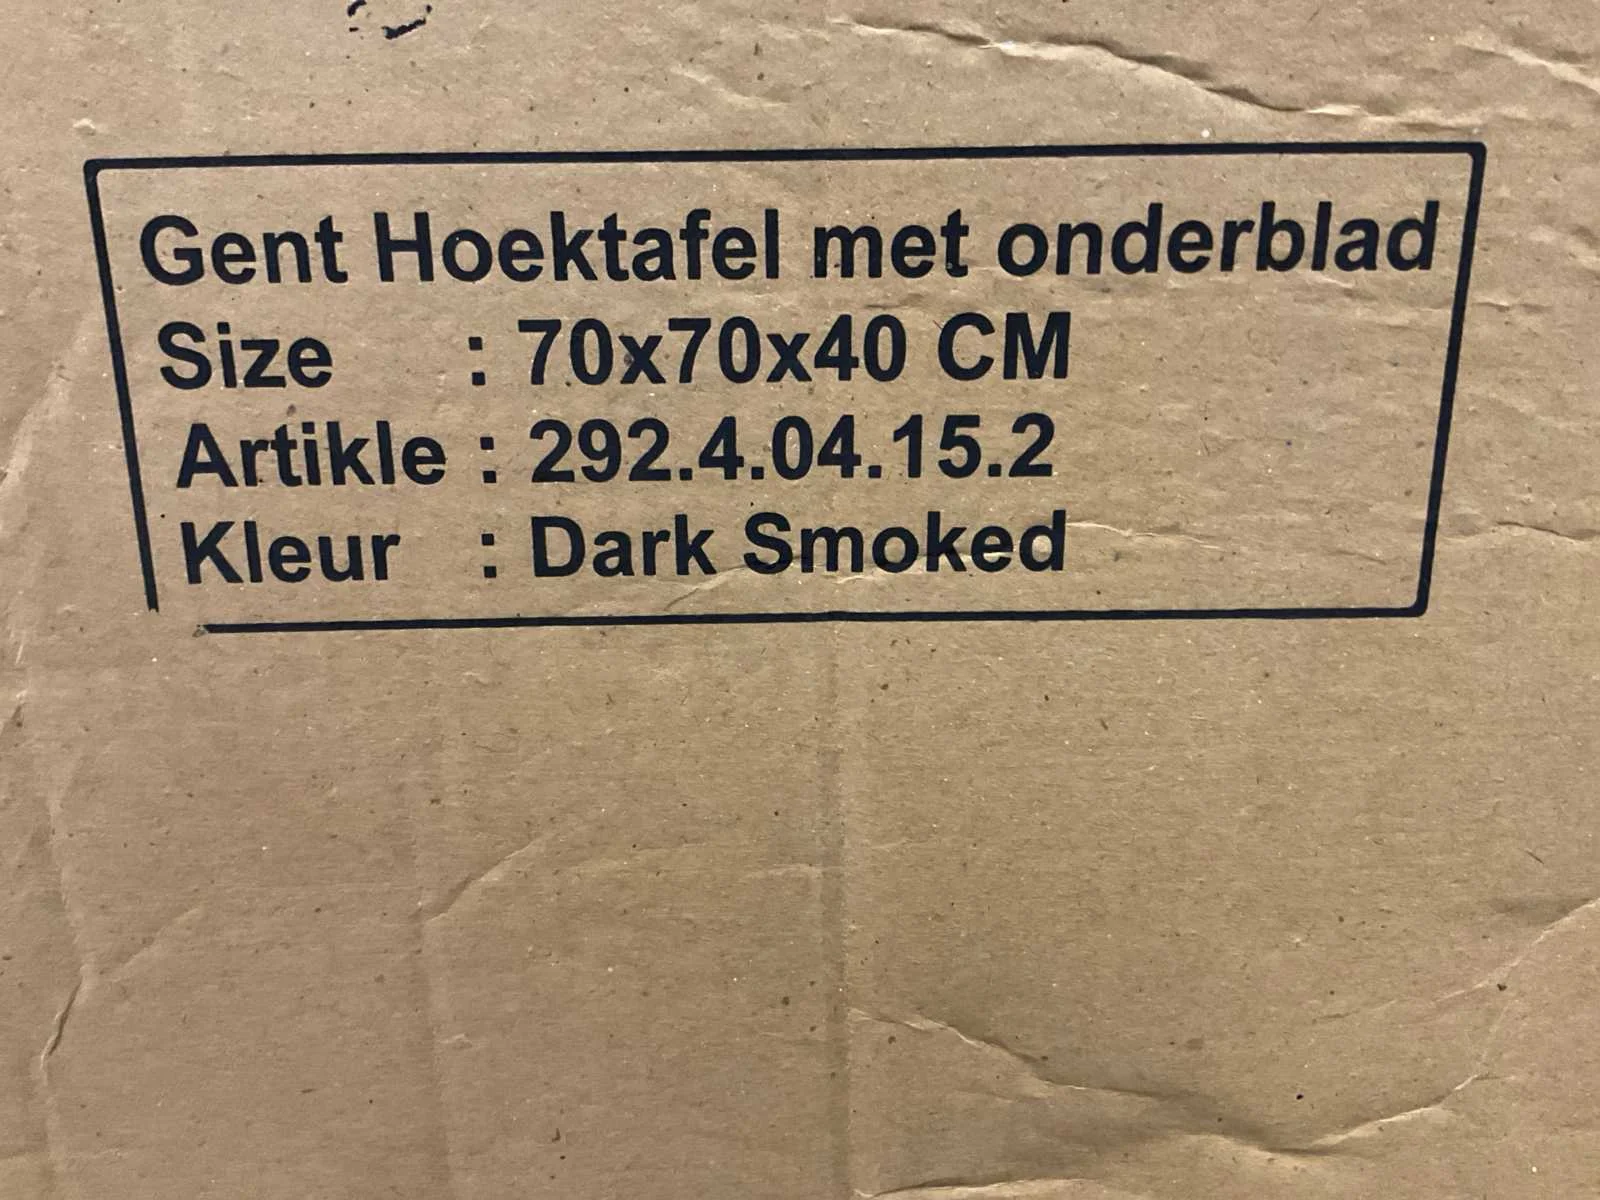 Gent Hoektafel met onderblad
Size : 70x70x40 CM
Artikle : 292.4.04.15.2
Kleur : Dark Smoked